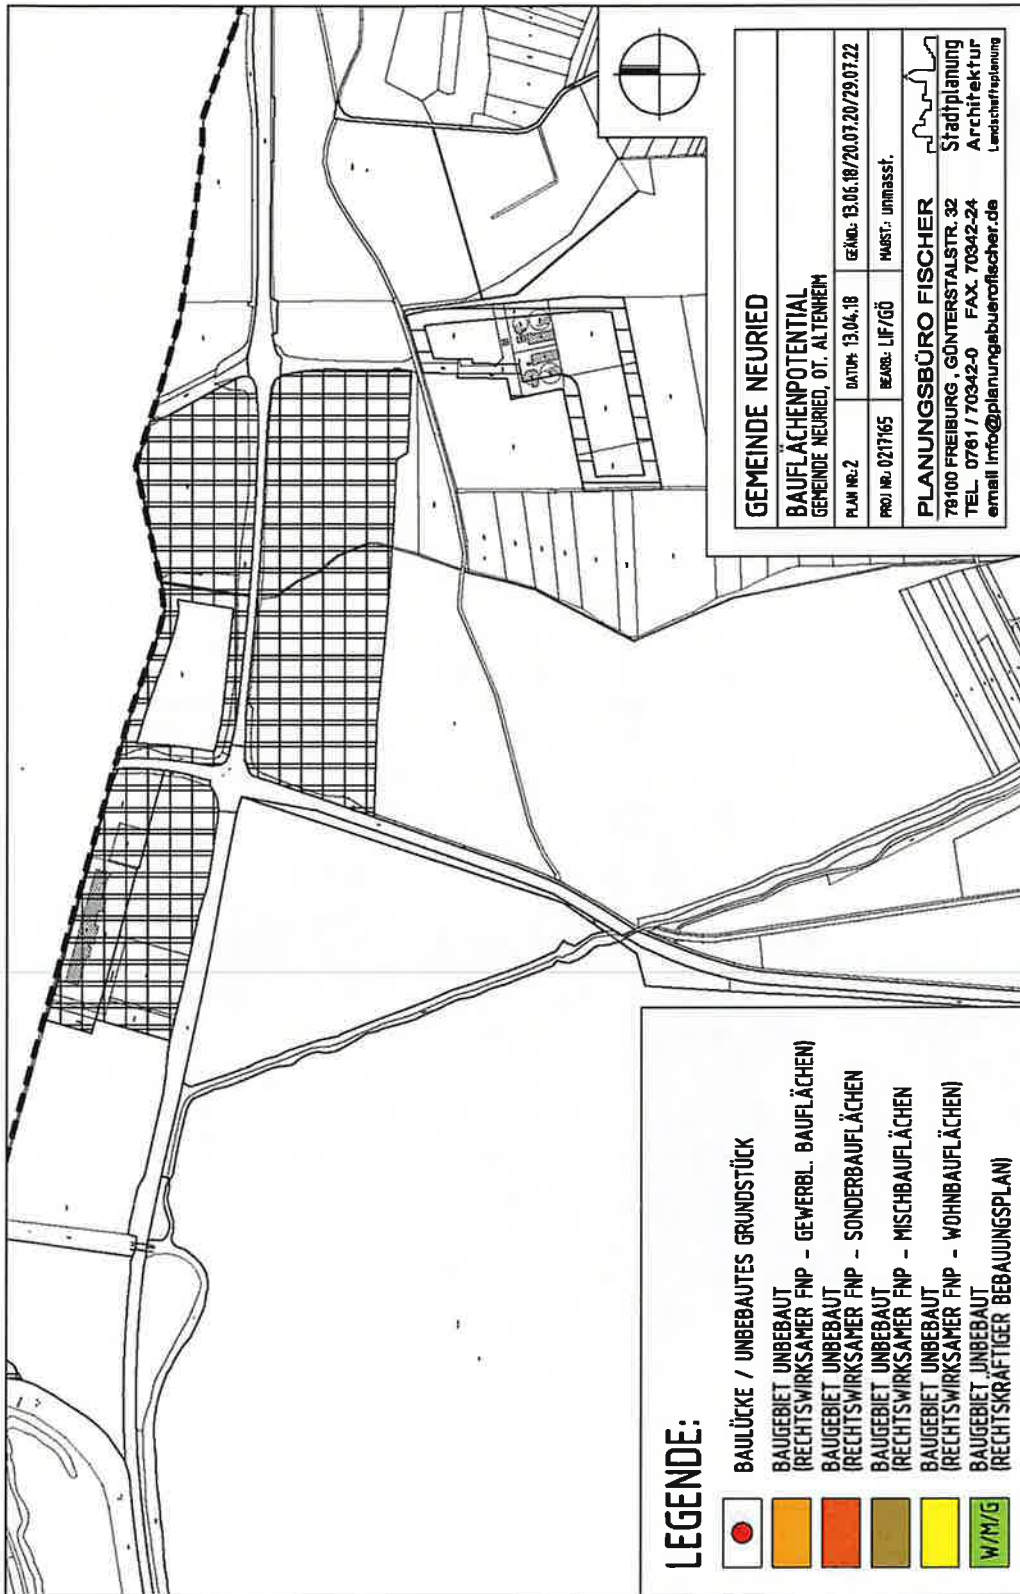 GEMEINDE NEURIED
BAUFLÄCHENPOTENTIAL
GEMEINDE NEURIED, OT. ALTENHEIM
PLAN NR.: 2
DATUM: 13.04.18
GEÄND.: 13.06.18/20.07.20/29.07.22
PROJ NR.: 0217165
BEARB.: LIF/GÖ
MABST.: unmasst.
PLANUNGSBÜRO FISCHER
79100 FREIBURG, GÜNTERSTALSTR. 32
TEL. 0761 / 70342-0 FAX. 70342-24
email info@planungsbuerofischer.de
Stadtplanung
Architektur
Landschaftsplanung
LEGENDE:
BAULÜCKE / UNBEBAUTES GRUNDSTÜCK
BAUGEBIET UNBEBAUT
(RECHTSWIRKSAMER FNP - GEWERBL. BAUFLÄCHEN)
BAUGEBIET UNBEBAUT
(RECHTSWIRKSAMER FNP - SONDERBAUFLÄCHEN
BAUGEBIET UNBEBAUT
(RECHTSWIRKSAMER FNP - MISCHBAUFLÄCHEN
BAUGEBIET UNBEBAUT
(RECHTSWIRKSAMER FNP - WOHNBAUFLÄCHEN)
W/M/G
BAUGEBIET UNBEBAUT
(RECHTSKRÄFTIGER BEBAUUNGSPLAN)